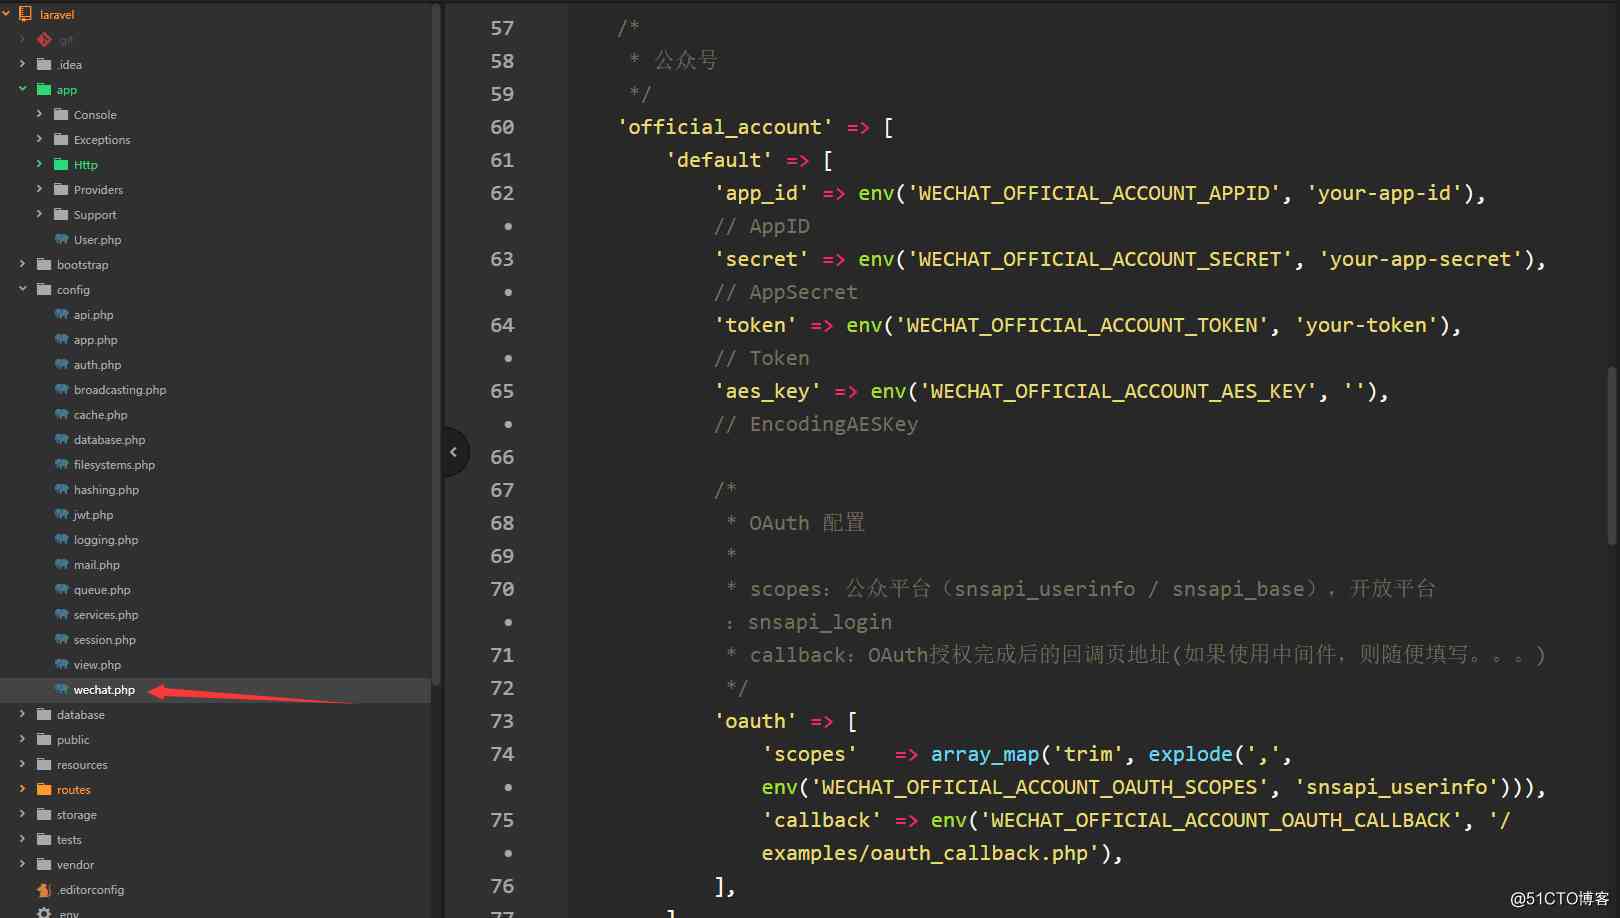 laravel
.git
.idea
app
Console
Exceptions
Http
Providers
Support
User.php
bootstrap
config
api.php
app.php
auth.php
broadcasting.php
cache.php
database.php
filesystems.php
hashing.php
jwt.php
logging.php
mail.php
queue.php
services.php
session.php
view.php
wechat.php
database
public
resources
routes
storage
tests
vendor
.editorconfig
.env
57 /*
58 * 公众号
59 */
60 'official_account' => [
61 'default' => [
62 'app_id' => env('WECHAT_OFFICIAL_ACCOUNT_APPID', 'your-app-id'),
• // AppID
63 'secret' => env('WECHAT_OFFICIAL_ACCOUNT_SECRET', 'your-app-secret'),
• // AppSecret
64 'token' => env('WECHAT_OFFICIAL_ACCOUNT_TOKEN', 'your-token'),
• // Token
65 'aes_key' => env('WECHAT_OFFICIAL_ACCOUNT_AES_KEY', ''),
• // EncodingAESKey
66
67 /*
68 * OAuth 配置
69 *
70 * scopes：公众平台（snsapi_userinfo / snsapi_base），开放平台
• ：snsapi_login
71 * callback：OAuth授权完成后的回调页地址(如果使用中间件，则随便填写。。。)
72 */
73 'oauth' => [
74 'scopes' => array_map('trim', explode(',',
• env('WECHAT_OFFICIAL_ACCOUNT_OAUTH_SCOPES', 'snsapi_userinfo'))),
75 'callback' => env('WECHAT_OFFICIAL_ACCOUNT_OAUTH_CALLBACK', '/
• examples/oauth_callback.php'),
76 ],
77 ]
@51CTO博客